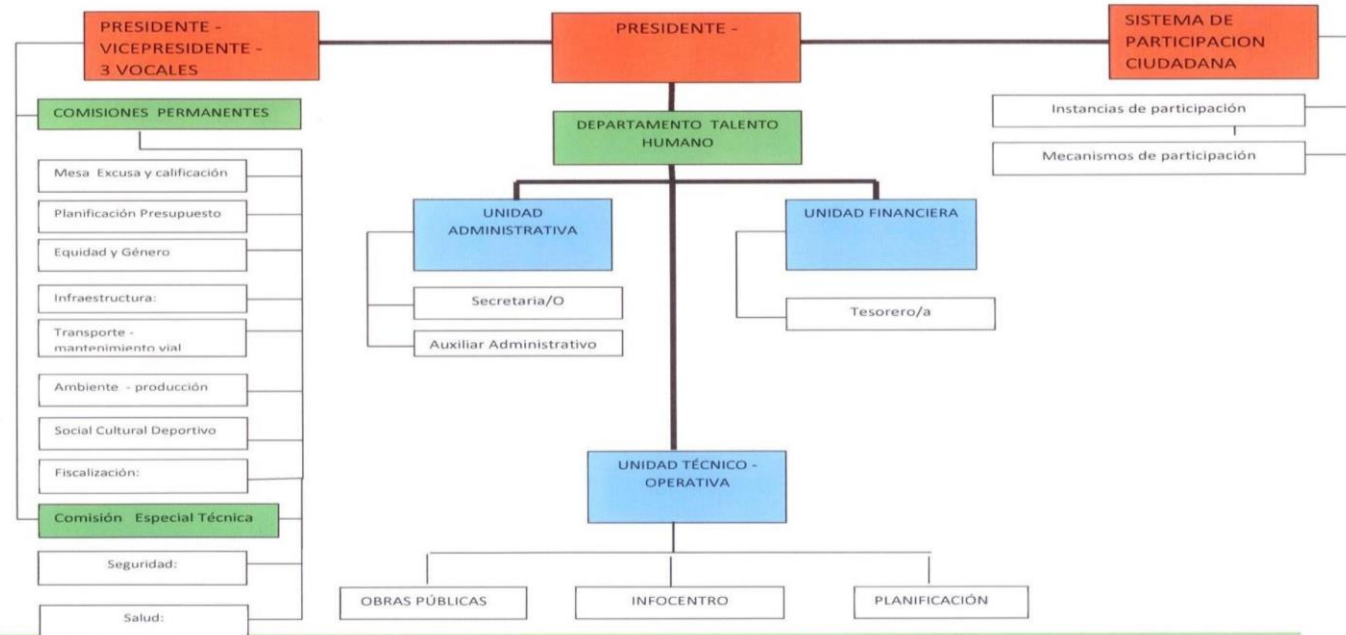 PRESIDENTE -
VICEPRESIDENTE -
3 VOCALES
PRESIDENTE -
SISTEMA DE
PARTICIPACION
CIUDADANA
COMISIONES PERMANENTES
Mesa Excusa y calificación
Planificación Presupuesto
Equidad y Género
Infraestructura:
Transporte -
mantenimiento vial
Ambiente - producción
Social Cultural Deportivo
Fiscalización:
Comisión Especial Técnica
Seguridad:
Salud:
DEPARTAMENTO TALENTO
HUMANO
UNIDAD
ADMINISTRATIVA
Secretaria/O
Auxiliar Administrativo
UNIDAD FINANCIERA
Tesorero/a
UNIDAD TÉCNICO -
OPERATIVA
OBRAS PÚBLICAS
INFOCENTRO
PLANIFICACIÓN
Instancias de participación
Mecanismos de participación